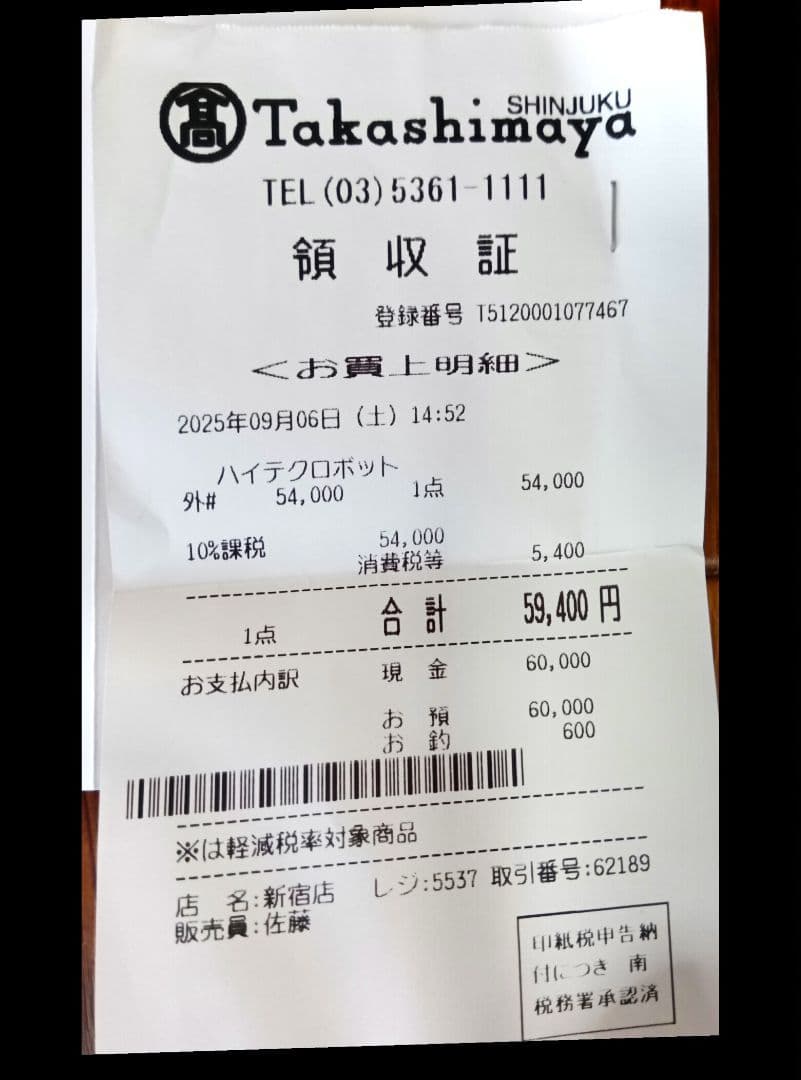 髙 Takashimaya SHINJUKU
TEL(03)5361-1111
領 収 証
登録番号 T5120001077467
<お買上明細>
2025年09月06日 (土) 14:52
ハイテクロボット
外# 54,000 1点 54,000
10%課税 54,000
消費税等 5,400
1点 合 計 59,400 円
お支払内訳 現 金 60,000
お 預 60,000
お 釣 600
※は軽減税率対象商品
店 名:新宿店 レジ:5537 取引番号:62189
販売員:佐藤
印紙税申告納
付につき 南
税務署承認済